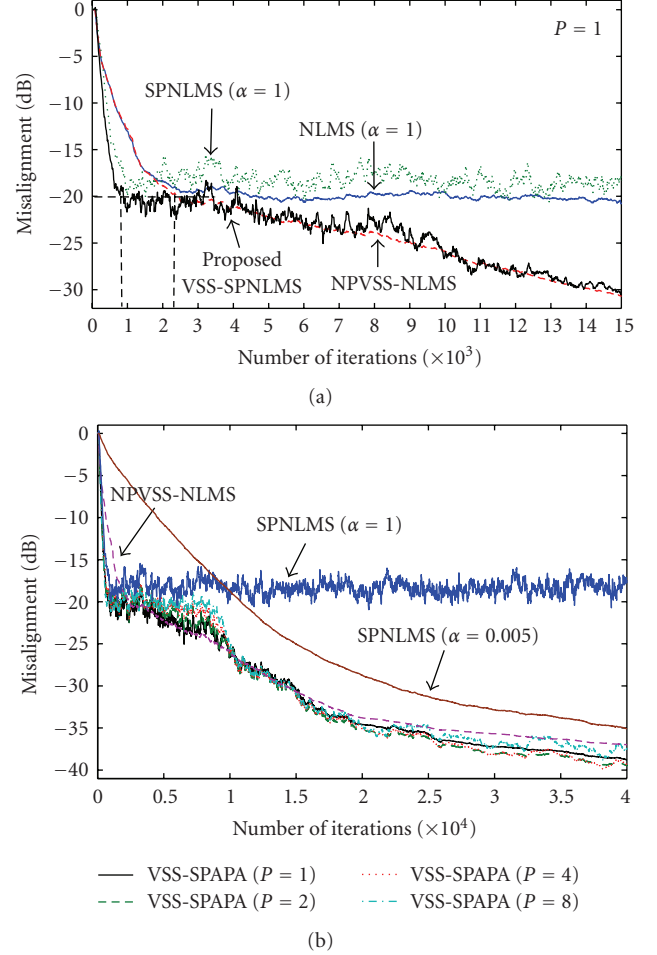 P = 1
0
−5
−10
−15
−20
−25
−30
Misalignment (dB)
SPNLMS (α = 1)
NLMS (α = 1)
Proposed
VSS-SPNLMS
NPVSS-NLMS
0 1 2 3 4 5 6 7 8 9 10 11 12 13 14 15
Number of iterrations (×10³)
(a)
0
−5
−10
−15
−20
−25
−30
−35
−40
Misalignment (dB)
NPVSS-NLMS
SPNLMS (α = 1)
SPNLMS (α = 0.005)
0 0.5 1 1.5 2 2.5 3 3.5 4
Number of iterrations (×10⁴)
VSS-SPAPA (P = 1)
VSS-SPAPA (P = 2)
VSS-SPAPA (P = 4)
VSS-SPAPA (P = 8)
(b)